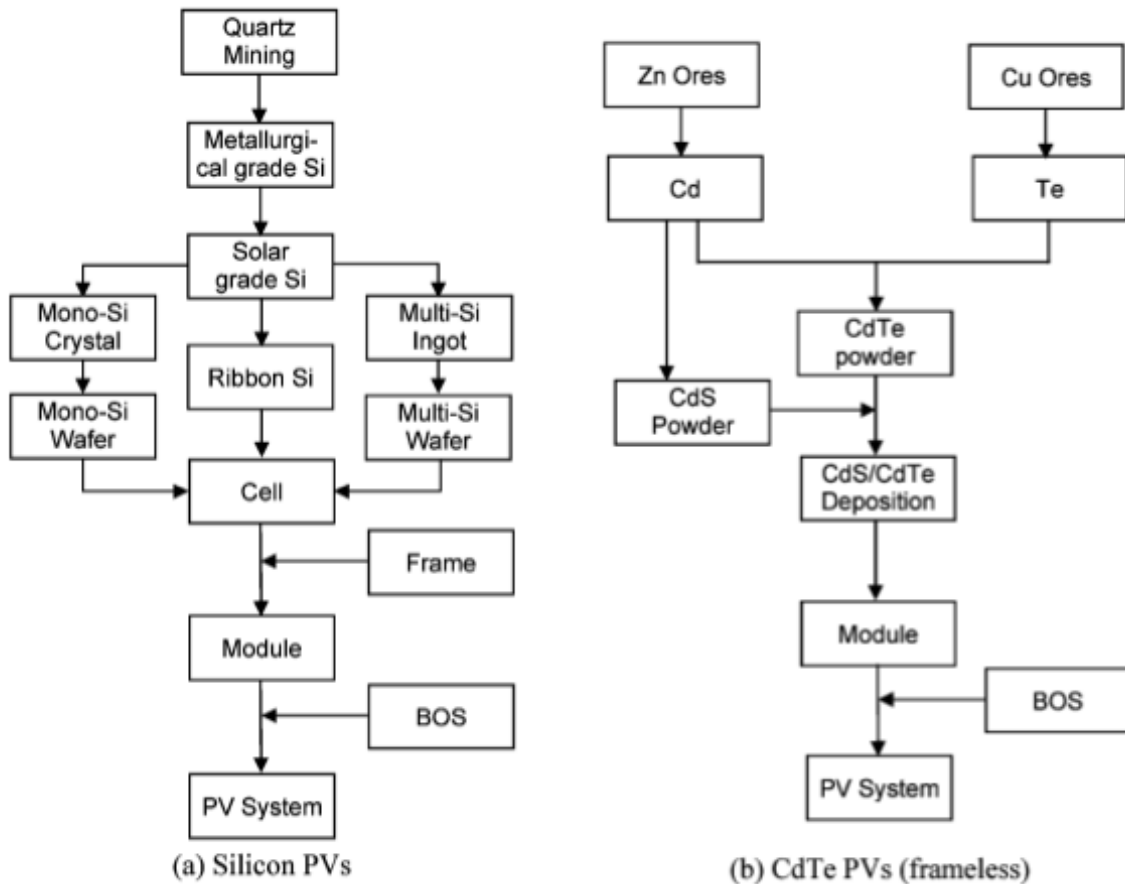 Quartz
Mining
Metallurgi-
cal grade Si
Solar
grade Si
Mono-Si
Crystal
Multi-Si
Ingot
Ribbon Si
Mono-Si
Wafer
Multi-Si
Wafer
Cell
Frame
Module
BOS
PV System
(a) Silicon PVs
Zn Ores
Cu Ores
Cd
Te
CdTe
powder
CdS
Powder
CdS/CdTe
Deposition
Module
BOS
PV System
(b) CdTe PVs (frameless)